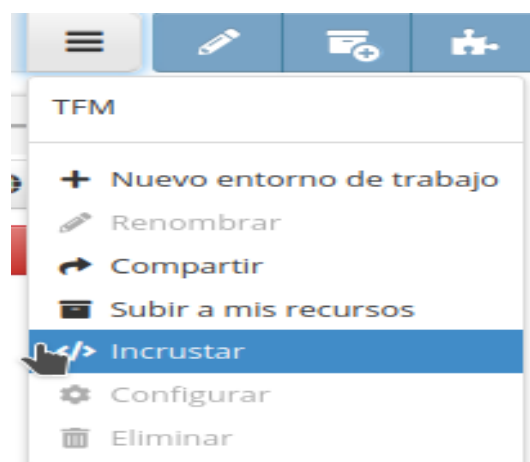 TFM
Nuevo entorno de trabajo
Renombrar
Compartir
Subir a mis recursos
</> Incrustar
Configurar
Eliminar